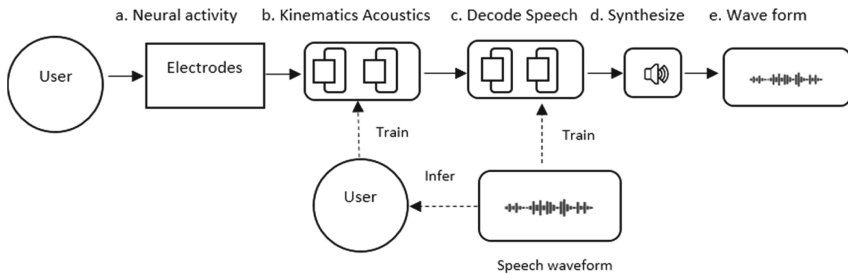 a. Neural activity b. Kinematics Acoustics c. Decode Speech d. Synthesize e. Wave form
User
Electrodes
Train
Train
Infer
User
Speech waveform